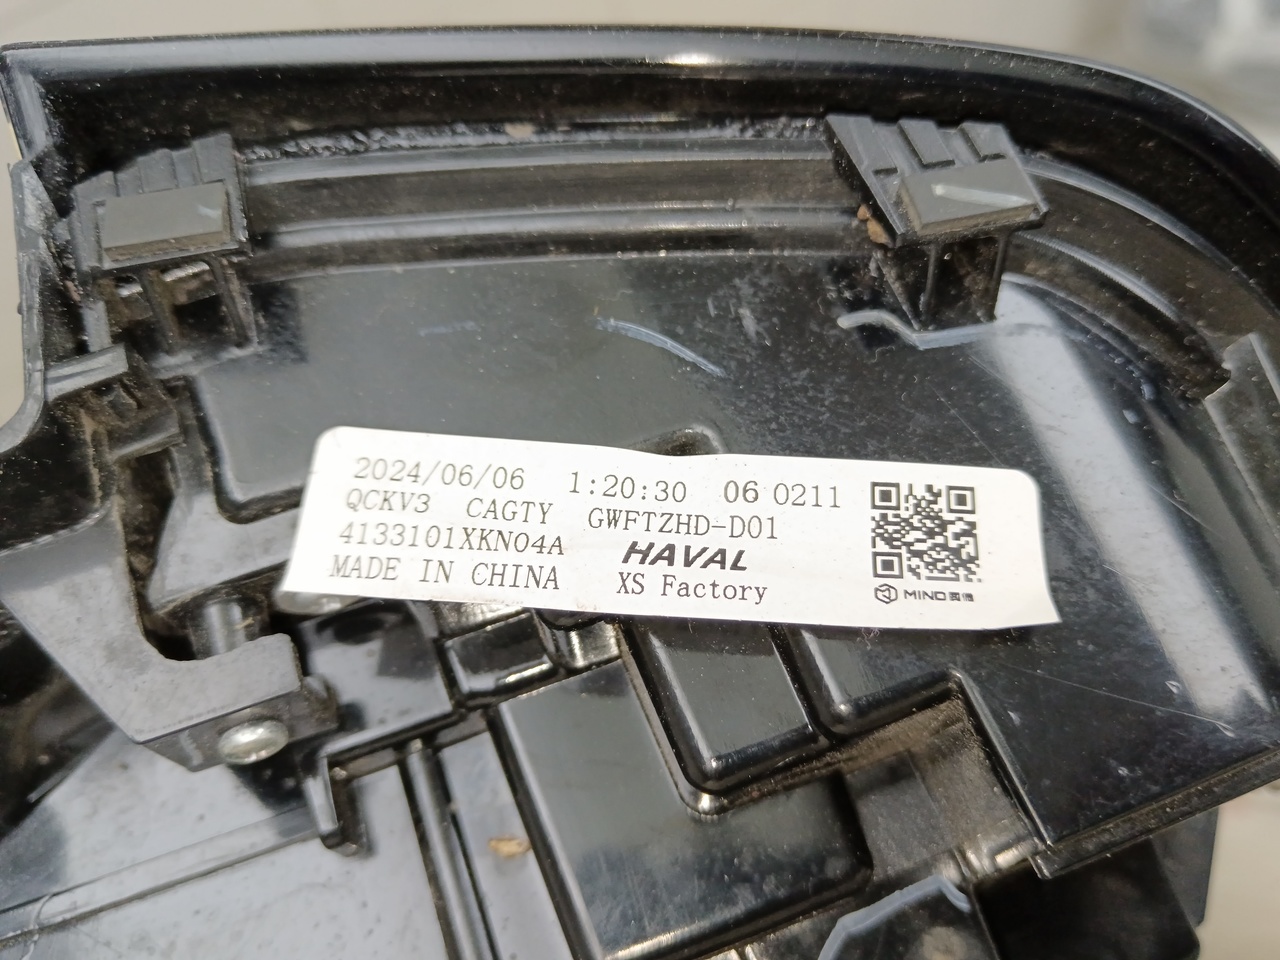 2024/06/06 1:20:30 06 0211
QCKV3 CAGTY GWFTZHD-D01
4133101XKN04A HAVAL
MADE IN CHINA XS Factory
MIND